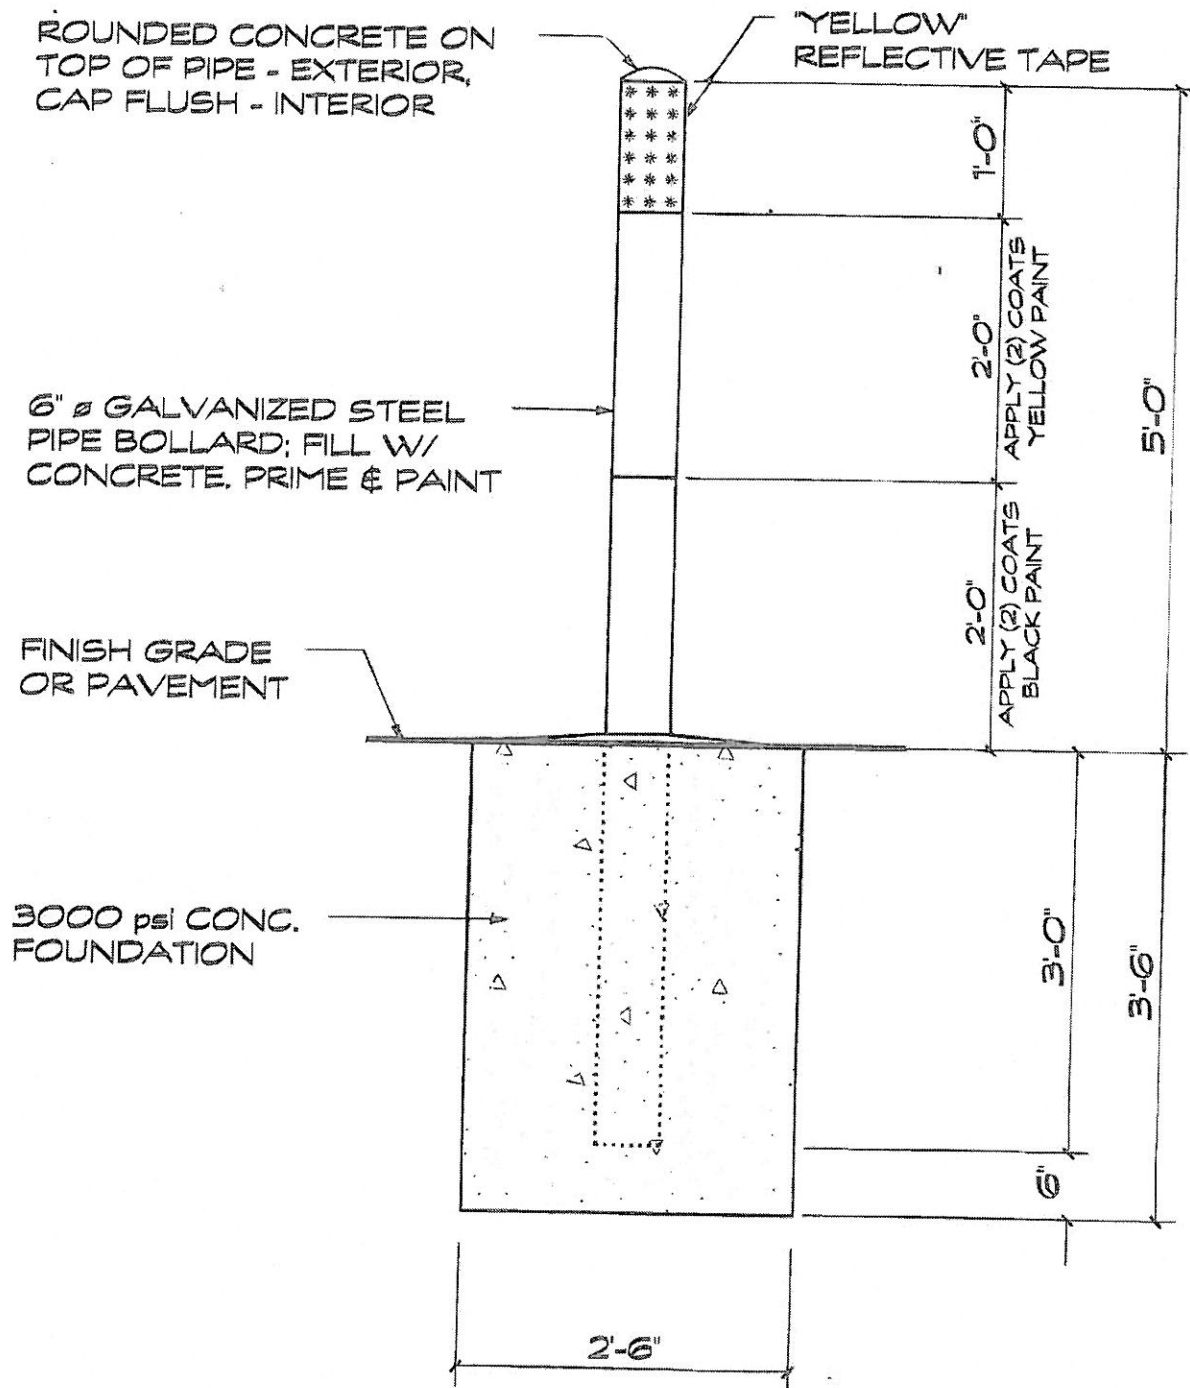 ROUNDED CONCRETE ON
TOP OF PIPE - EXTERIOR,
CAP FLUSH - INTERIOR
"YELLOW"
REFLECTIVE TAPE
1'-0"
2'-0"
APPLY (2) COATS
YELLOW PAINT
5'-0"
6" ø GALVANIZED STEEL
PIPE BOLLARD; FILL W/
CONCRETE. PRIME & PAINT
2'-0"
APPLY (2) COATS
BLACK PAINT
FINISH GRADE
OR PAVEMENT
3000 psi CONC.
FOUNDATION
3'-0"
3'-6"
6"
2'-6"